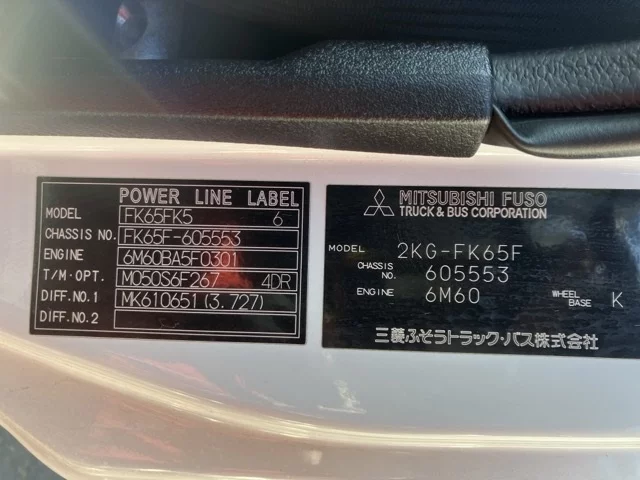 POWER LINE LABEL
MODEL FK65FK5 6
CHASSIS NO. FK65F-605553
ENGINE 6M60BA5F0301
T/M・OPT. M050S6F267 4DR
DIFF.NO.1 MK610651(3.727)
DIFF.NO.2
MITSUBISHI FUSO
TRUCK & BUS CORPORATION
MODEL 2KG-FK65F
CHASSIS NO. 605553
ENGINE 6M60 WHEEL BASE K
三菱ふそうトラック・バス株式会社